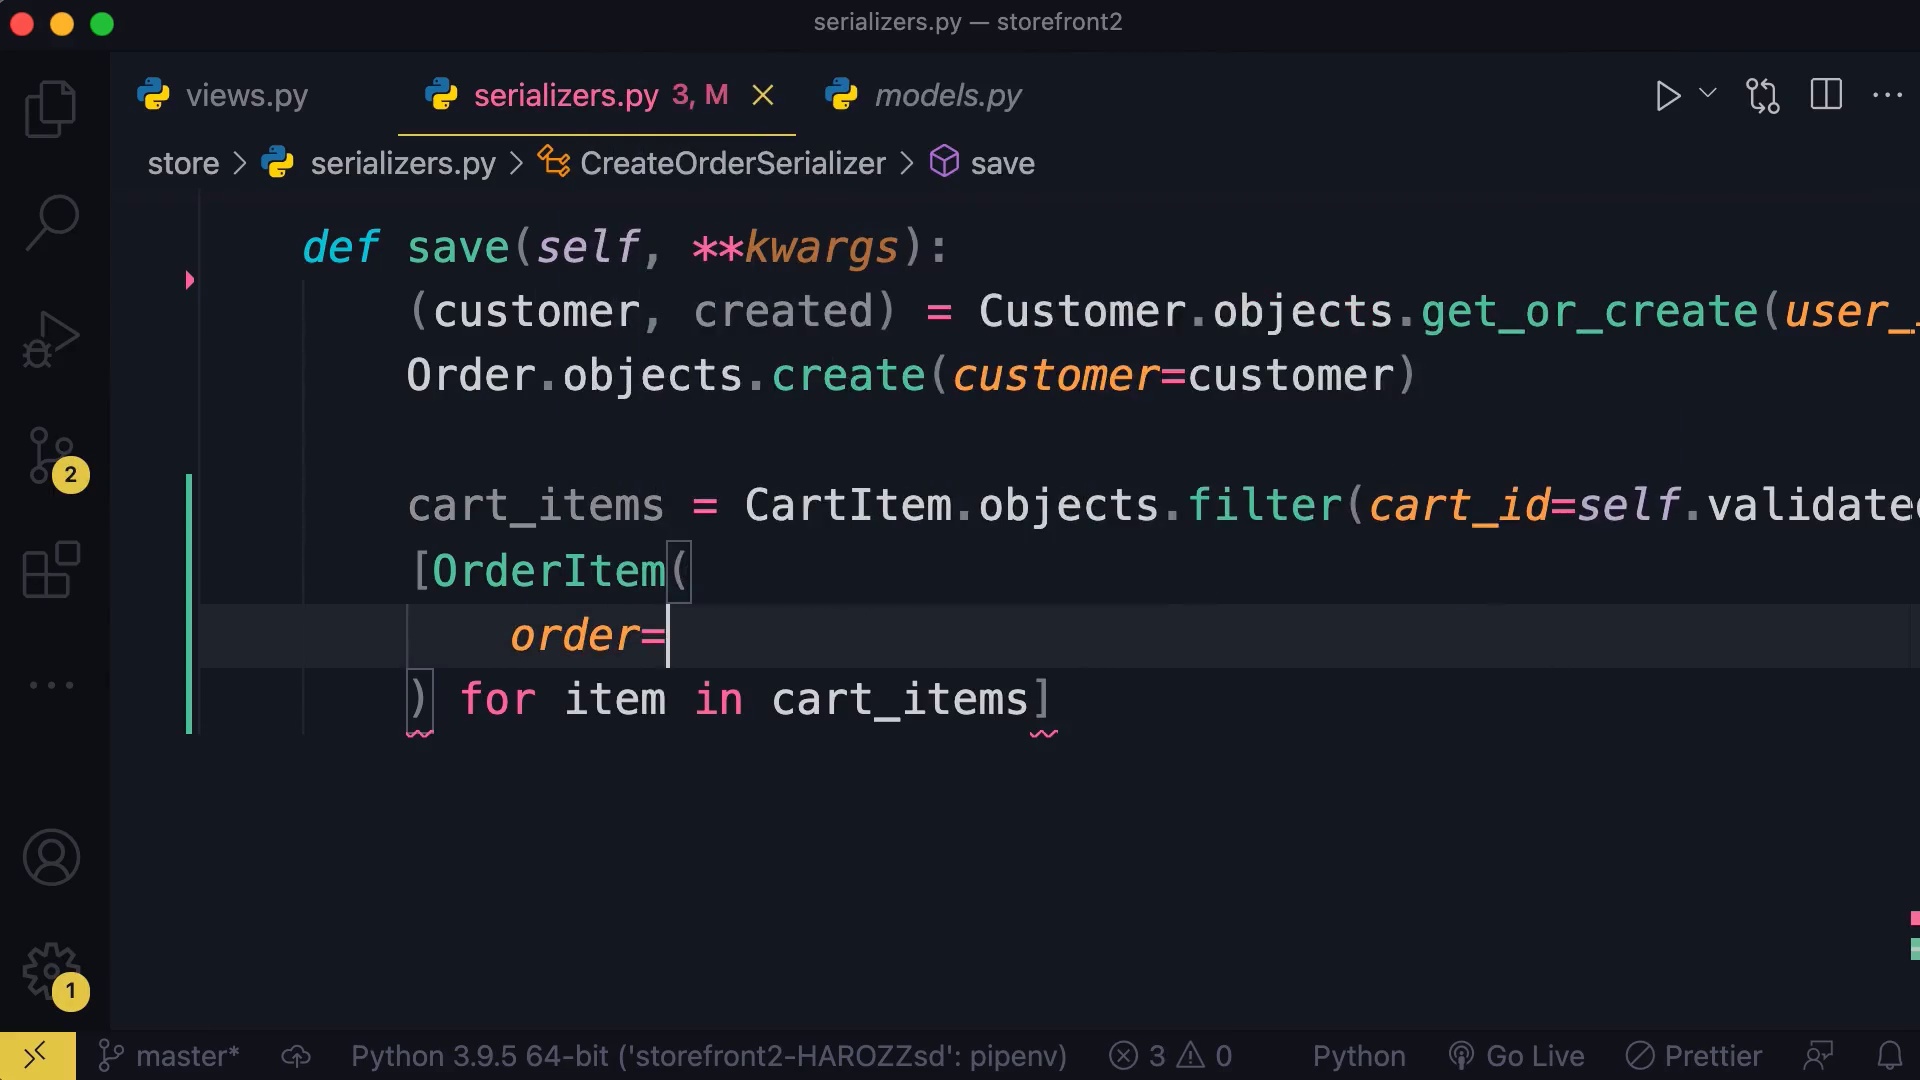 serializers.py — storefront2
views.py serializers.py 3, M models.py
store > serializers.py > CreateOrderSerializer > save
def save(self, **kwargs):
(customer, created) = Customer.objects.get_or_create(user_
Order.objects.create(customer=customer)
cart_items = CartItem.objects.filter(cart_id=self.validate
[OrderItem(
order=
) for item in cart_items]
2
1
master* Python 3.9.5 64-bit ('storefront2-HAROZZsd': pipenv) 3 0 Python Go Live Prettier